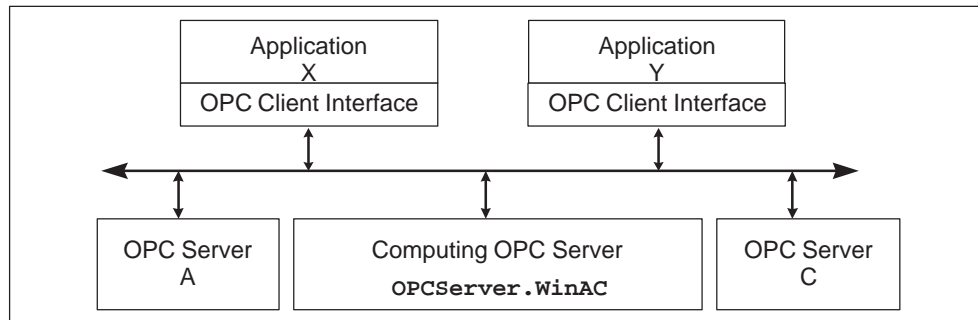 Application
X
OPC Client Interface
Application
Y
OPC Client Interface
OPC Server
A
Computing OPC Server
OPCServer.WinAC
OPC Server
C